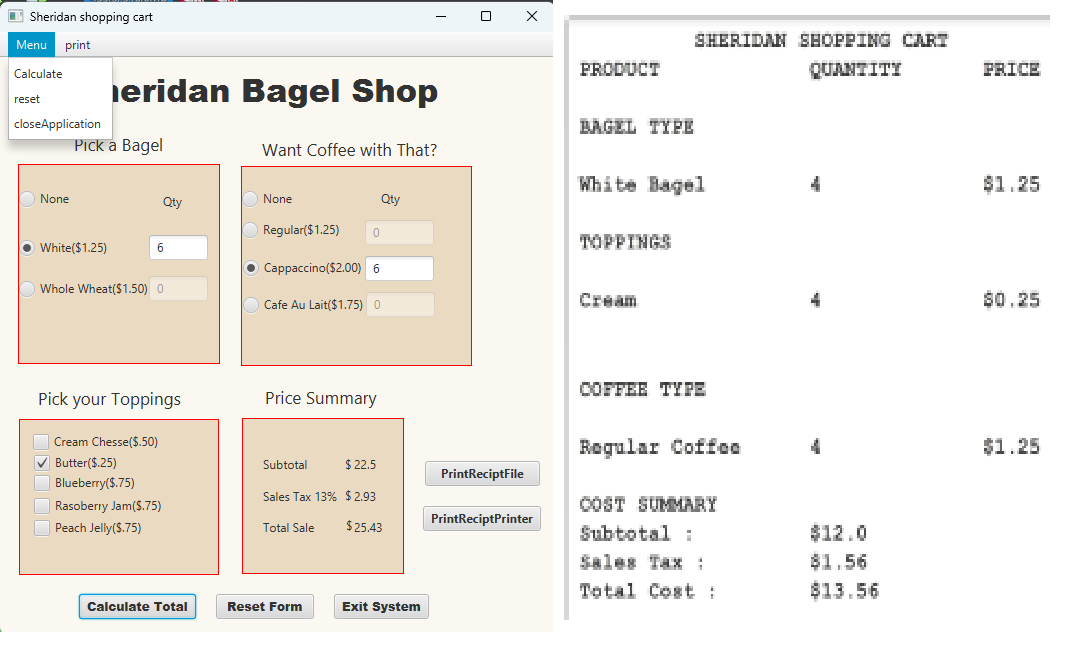 Sheridan shopping cart
Menu print
Calculate
reset
closeApplication
heridan Bagel Shop
Pick a Bagel
None Qty
White($1.25) 6
Whole Wheat($1.50) 0
Want Coffee with That?
None Qty
Regular($1.25) 0
Cappaccino($2.00) 6
Cafe Au Lait($1.75) 0
Pick your Toppings
Cream Chesse($.50)
Butter($.25)
Blueberry($.75)
Rasoberry Jam($.75)
Peach Jelly($.75)
Price Summary
Subtotal $ 22.5
Sales Tax 13% $ 2.93
Total Sale $ 25.43
PrintReciptFile
PrintReciptPrinter
Calculate Total Reset Form Exit System
SHERIDAN SHOPPING CART
PRODUCT QUANTITY PRICE
BAGEL TYPE
White Bagel 4 $1.25
TOPPINGS
Cream 4 $0.25
COFFEE TYPE
Regular Coffee 4 $1.25
COST SUMMARY
Subtotal : $12.0
Sales Tax : $1.56
Total Cost : $13.56